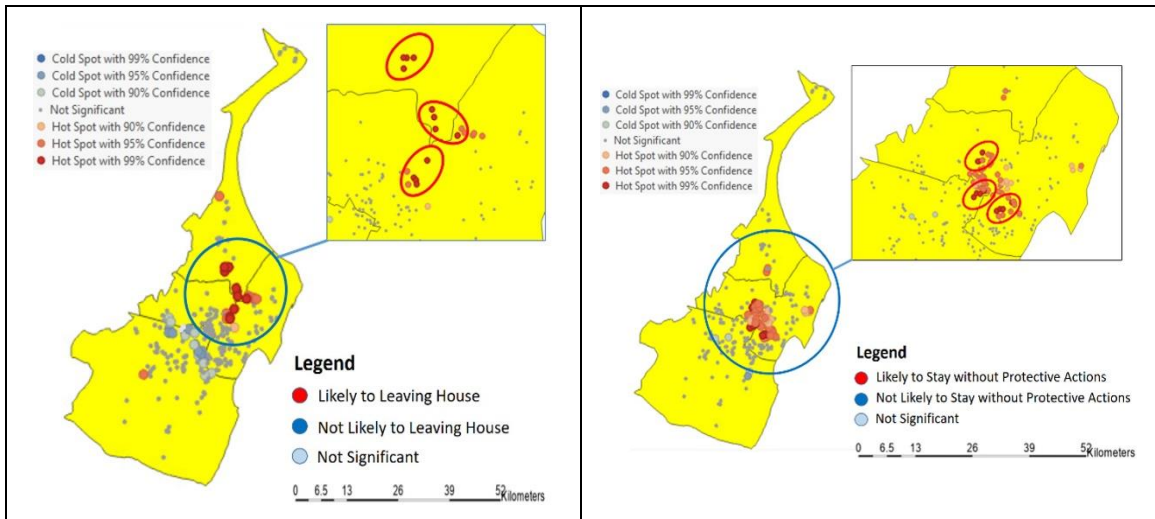 Cold Spot with 99% Confidence
Cold Spot with 95% Confidence
Cold Spot with 90% Confidence
Not Significant
Hot Spot with 90% Confidence
Hot Spot with 95% Confidence
Hot Spot with 99% Confidence
Legend
Likely to Leaving House
Not Likely to Leaving House
Not Significant
0 6.5 13 26 39 52
Kilometers
Cold Spot with 99% Confidence
Cold Spot with 95% Confidence
Cold Spot with 90% Confidence
Not Significant
Hot Spot with 90% Confidence
Hot Spot with 95% Confidence
Hot Spot with 99% Confidence
Legend
Likely to Stay without Protective Actions
Not Likely to Stay without Protective Actions
Not Significant
0 6.5 13 26 39 52
Kilometers